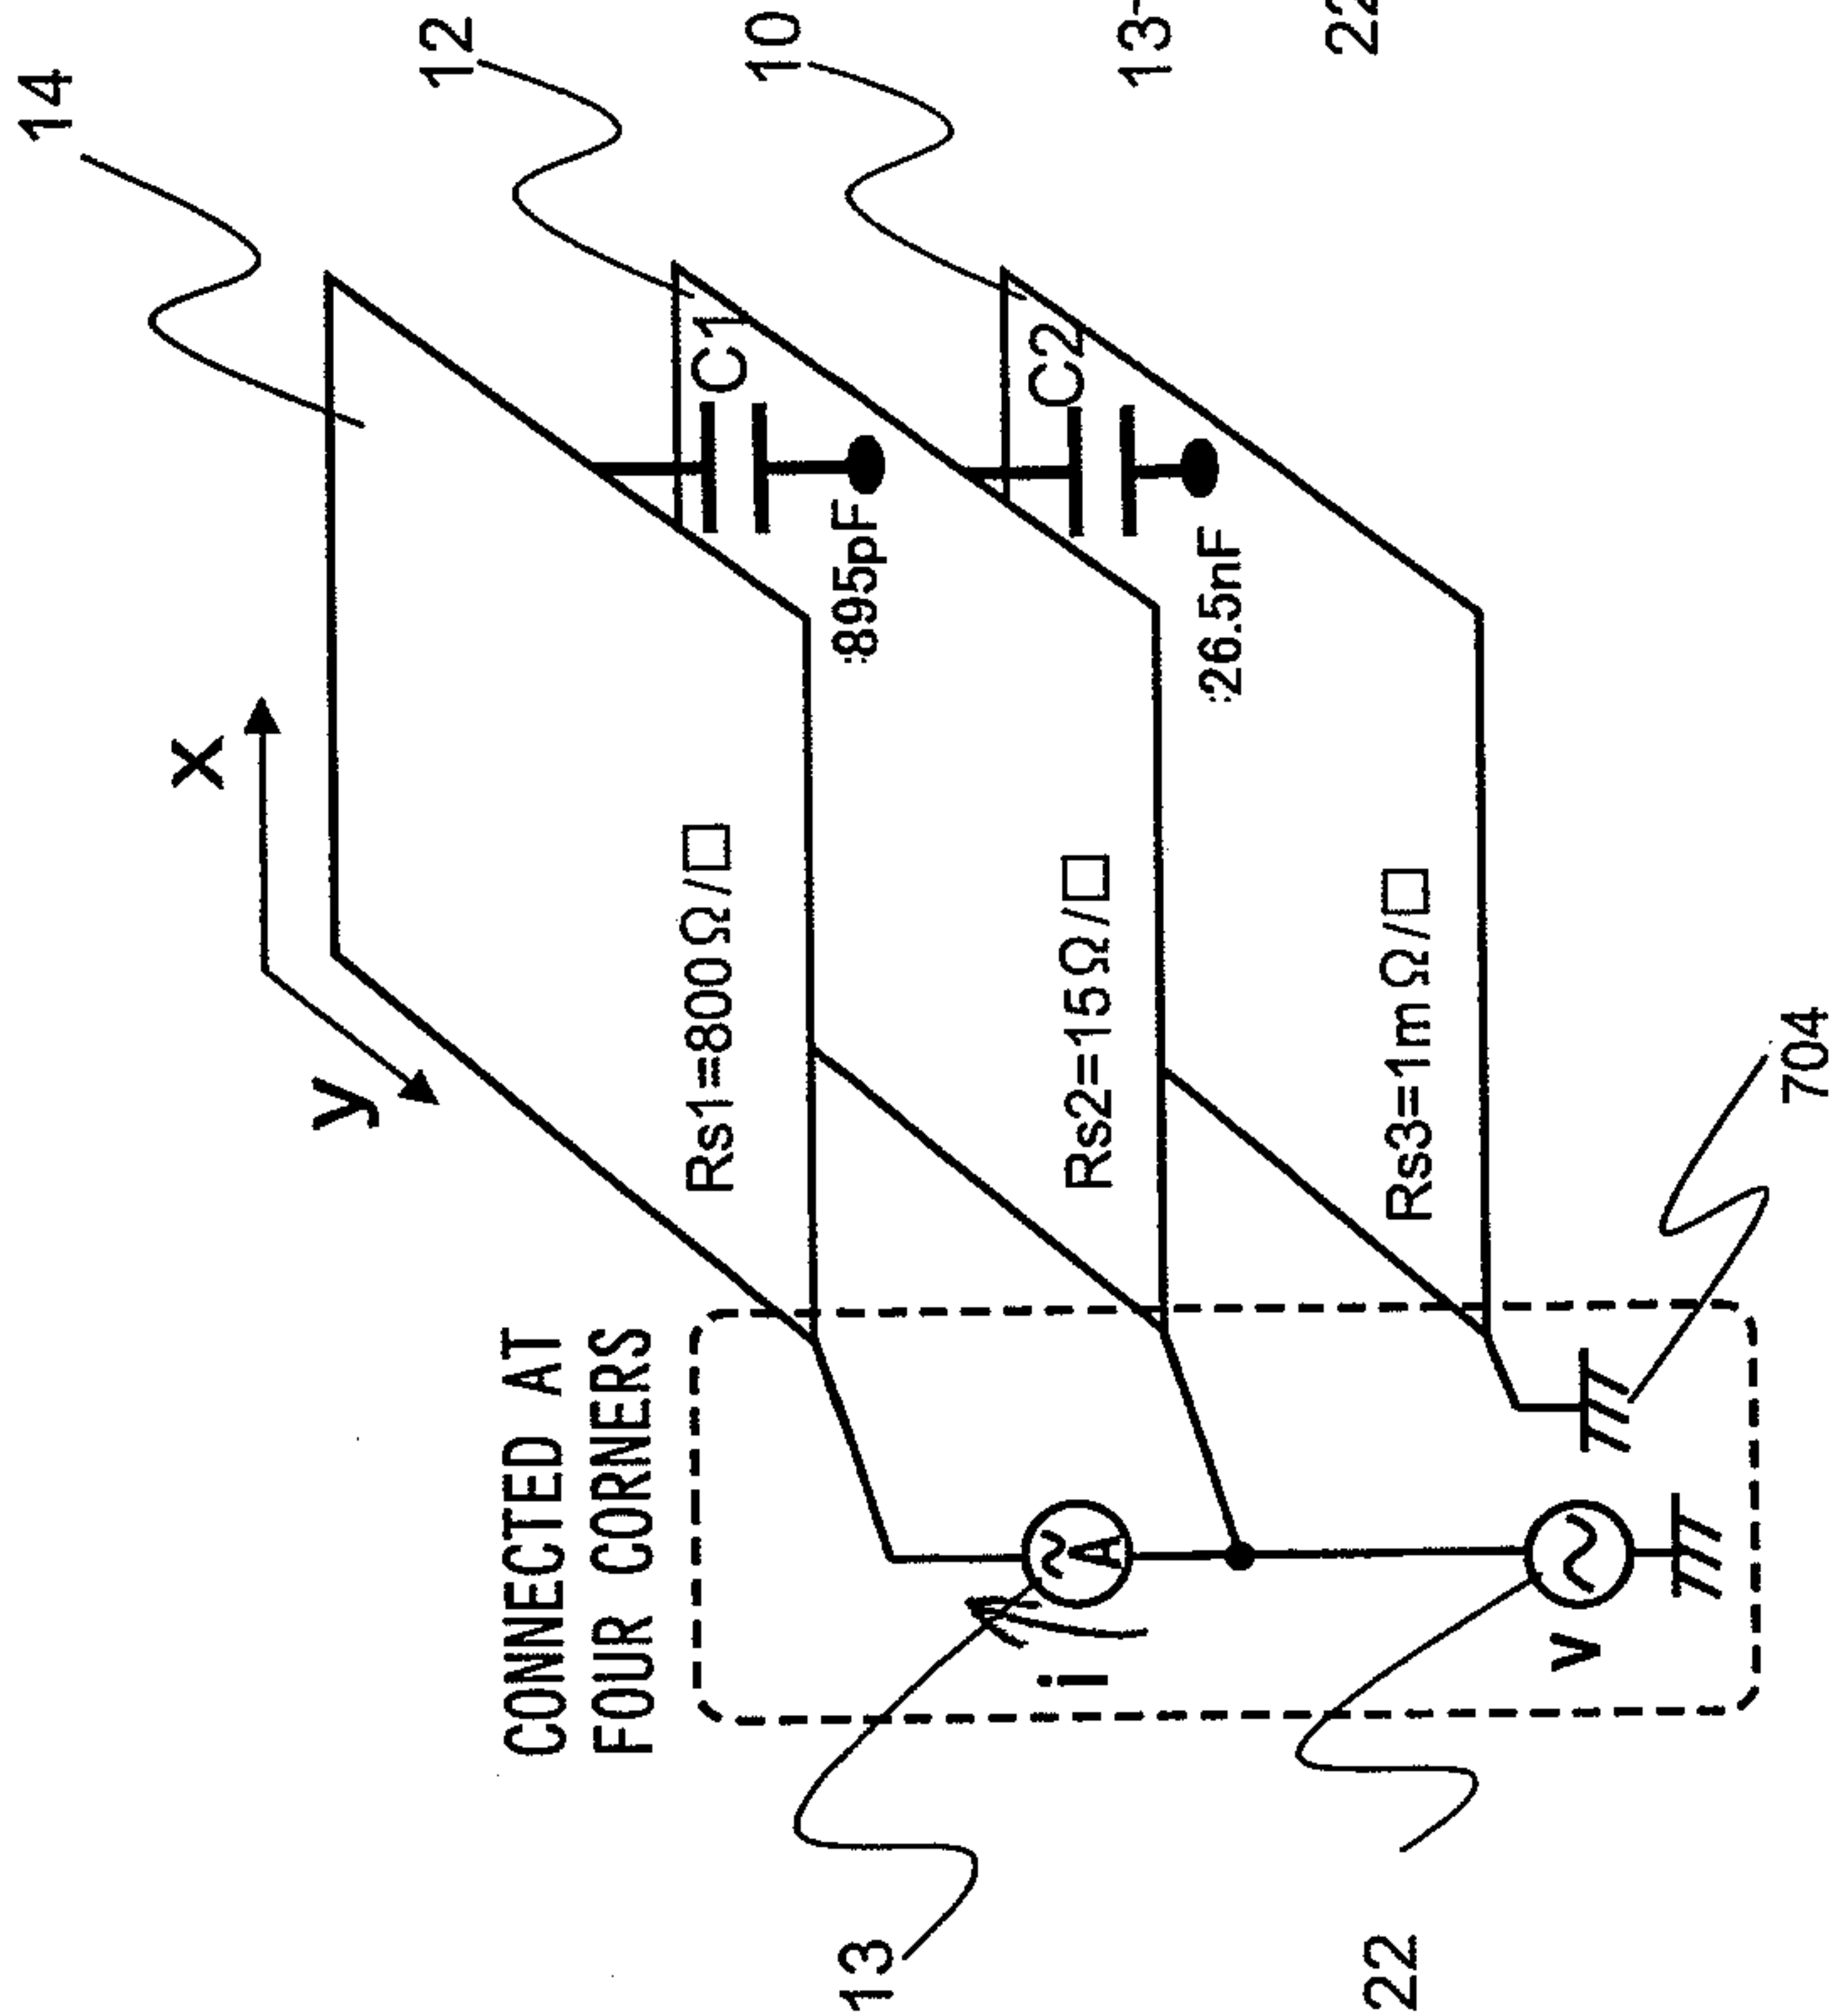 14
12
10
13
22
x
y
C1
:895pF
C2
:26.5nF
Rs1=800Ω/□
Rs2=15Ω/□
Rs3=1mΩ/□
704
CONNECTED AT
FOUR CORNERS
A
i
v
13
22